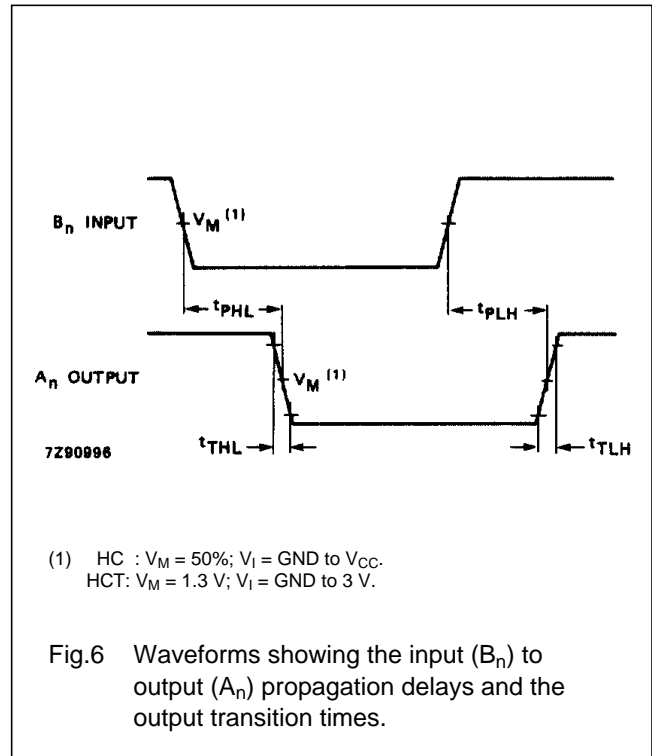 Bn INPUT
VM (1)
tPHL
tPLH
An OUTPUT
VM (1)
tTHL
tTLH
7Z90996
(1) HC : VM = 50%; VI = GND to VCC.
HCT: VM = 1.3 V; VI = GND to 3 V.
Fig.6 Waveforms showing the input (Bn) to
output (An) propagation delays and the
output transition times.